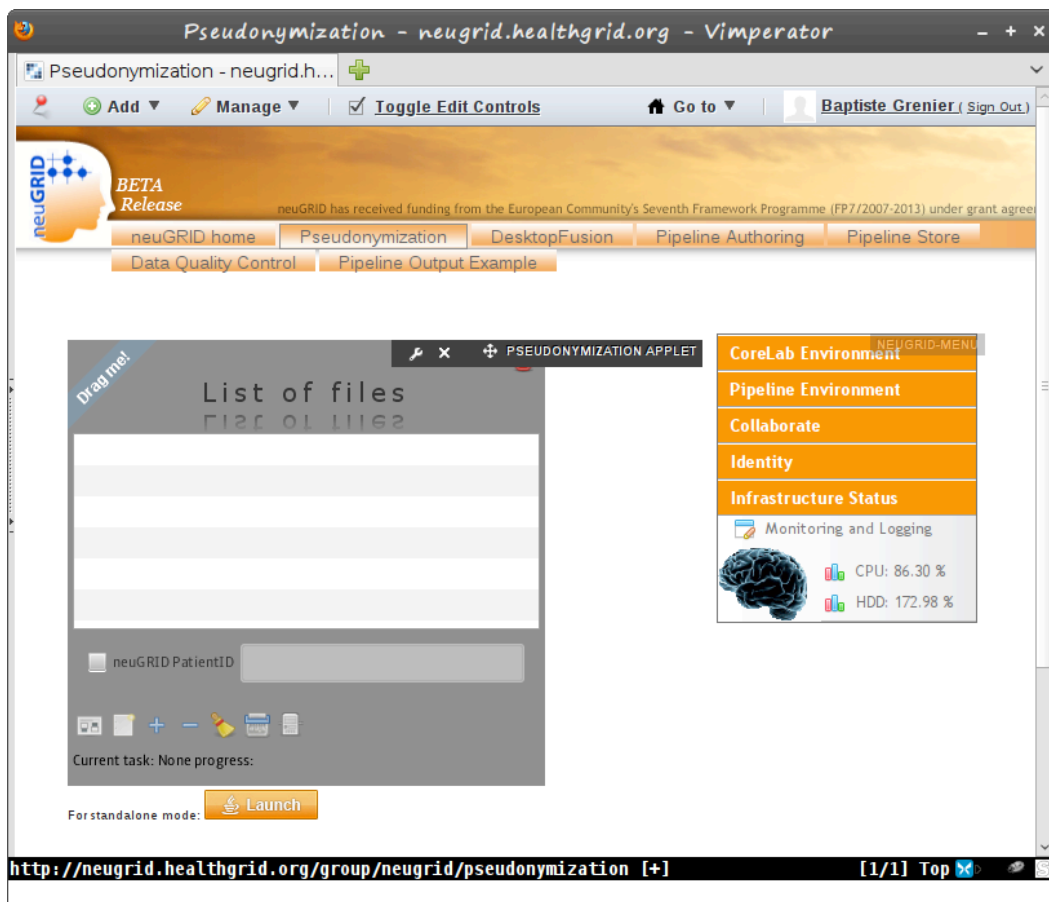 Pseudonymization - neugrid.healthgrid.org - Vimperator
Pseudonymization - neugrid.h...
Add Manage Toggle Edit Controls Go to Baptiste Grenier ( Sign Out )
neuGRID
BETA
Release
neuGRID has received funding from the European Community's Seventh Framework Programme (FP7/2007-2013) under grant agree
neuGRID home Pseudonymization DesktopFusion Pipeline Authoring Pipeline Store
Data Quality Control Pipeline Output Example
Drag me!
PSEUDONYMIZATION APPLET
List of files
NEUGRID-MENU
CoreLab Environment
Pipeline Environment
Collaborate
Identity
Infrastructure Status
Monitoring and Logging
CPU: 86.30 %
HDD: 172.98 %
neuGRID PatientID
Current task: None progress:
For standalone mode: Launch
http://neugrid.healthgrid.org/group/neugrid/pseudonymization [+] [1/1] Top